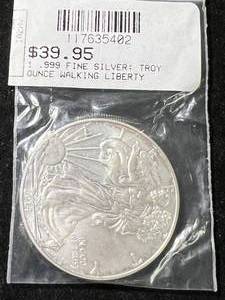 117635402
$39.95
1 .999 FINE SILVER: TROY
OUNCE WALKING LIBERTY